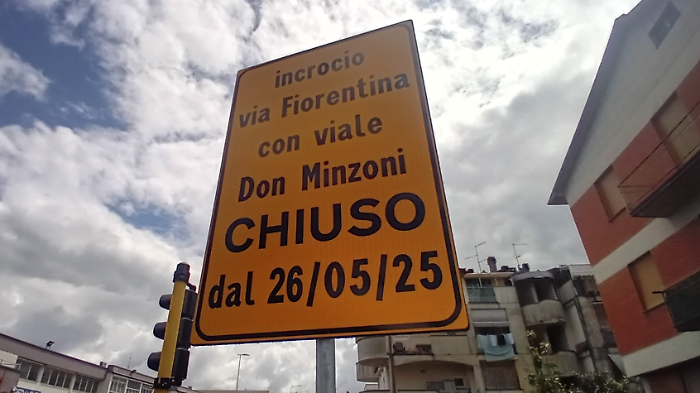 incrocio
via Fiorentina
con viale
Don Minzoni
CHIUSO
dal 26/05/25